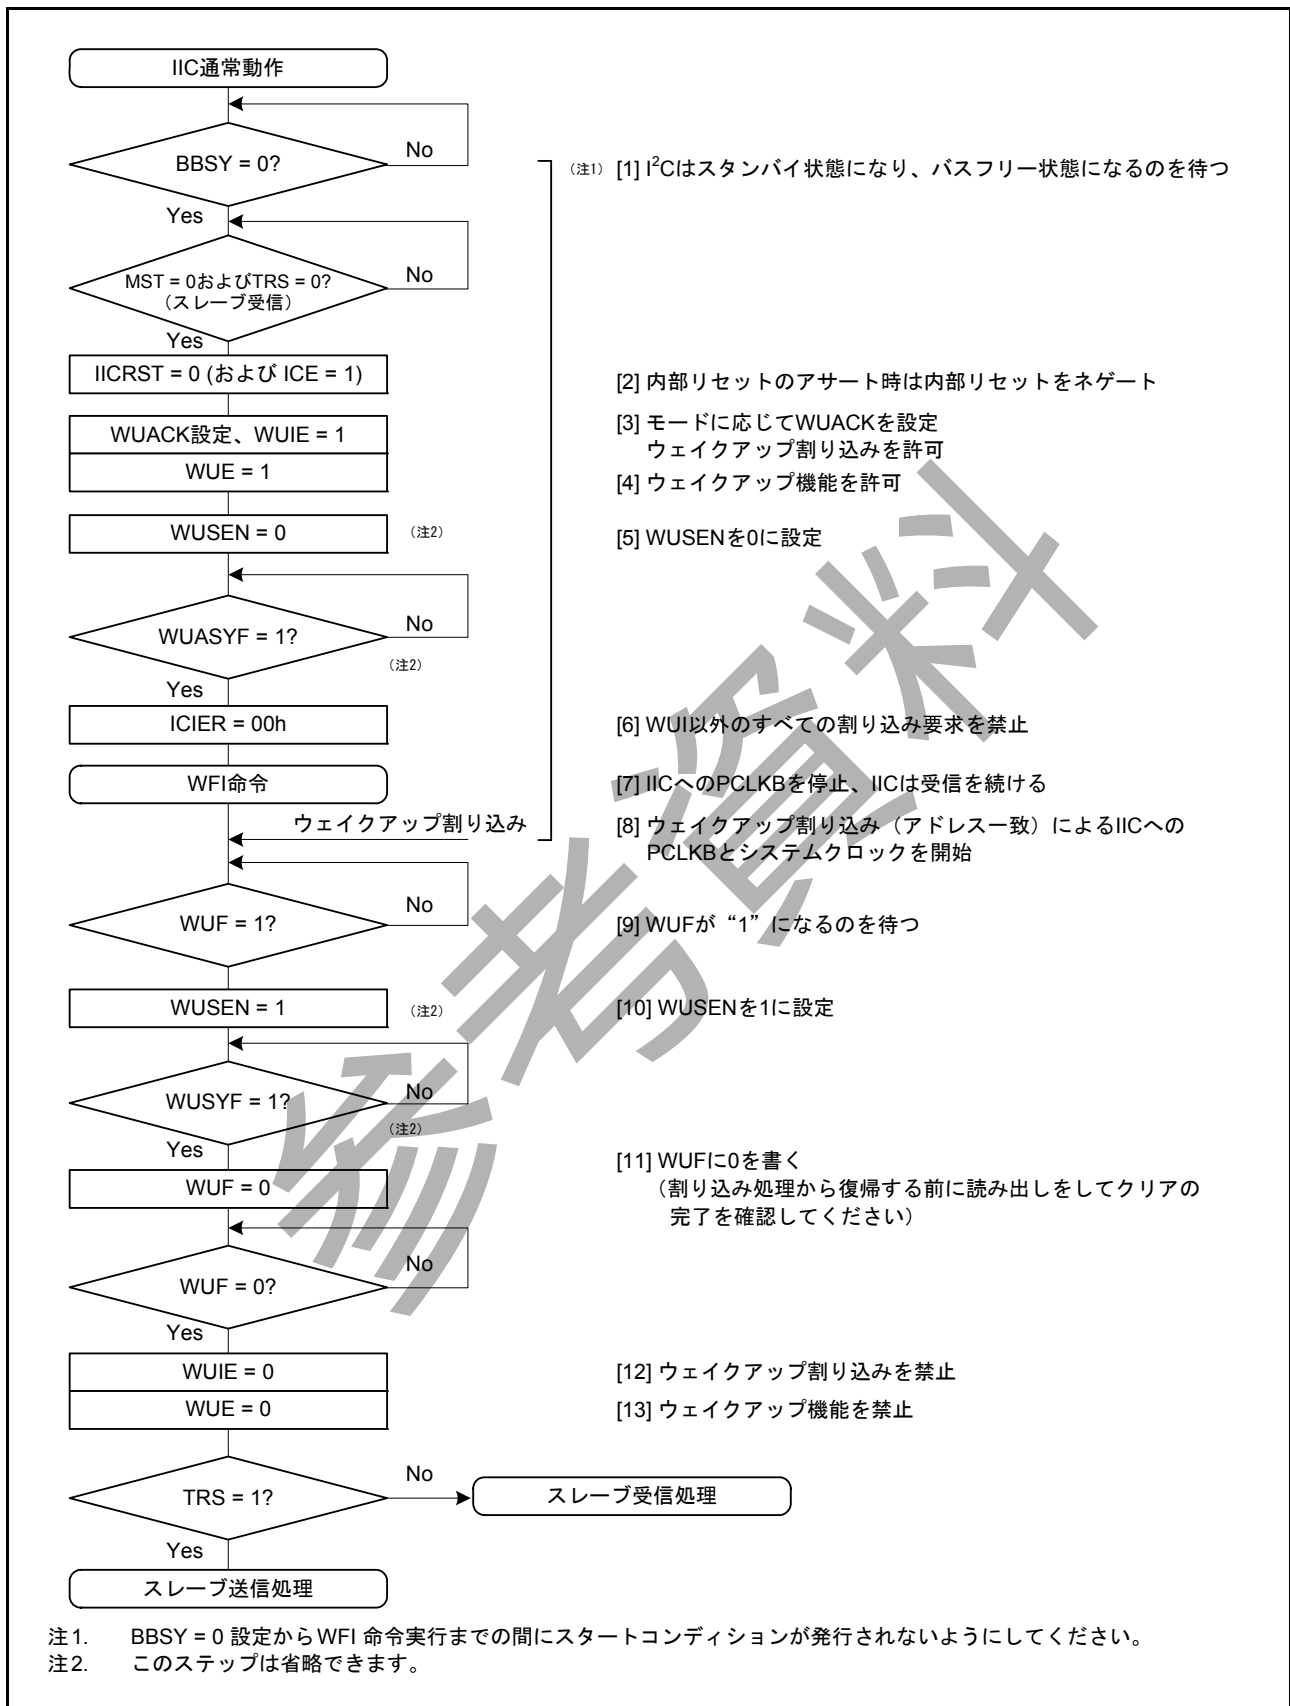 IIC通常動作
BBSY = 0?
No
（注1） [1] I²Cはスタンバイ状態になり、バスフリー状態になるのを待つ
Yes
MST = 0およびTRS = 0?
（スレーブ受信）
No
Yes
IICRST = 0 (および ICE = 1)
[2] 内部リセットのアサート時は内部リセットをネゲート
WUACK設定、WUIE = 1
[3] モードに応じてWUACKを設定
ウェイクアップ割り込みを許可
WUE = 1
[4] ウェイクアップ機能を許可
WUSEN = 0
（注2）
[5] WUSENを0に設定
WUASYF = 1?
No
（注2）
Yes
ICIER = 00h
[6] WUI以外のすべての割り込み要求を禁止
WFI命令
[7] IICへのPCLKBを停止、IICは受信を続ける
ウェイクアップ割り込み
[8] ウェイクアップ割り込み（アドレス一致）によるIICへの
PCLKBとシステムクロックを開始
WUF = 1?
No
[9] WUFが“1”になるのを待つ
WUSEN = 1
（注2）
[10] WUSENを1に設定
WUSYF = 1?
No
（注2）
Yes
WUF = 0
[11] WUFに0を書く
（割り込み処理から復帰する前に読み出しをしてクリアの
完了を確認してください）
WUF = 0?
No
Yes
WUIE = 0
[12] ウェイクアップ割り込みを禁止
WUE = 0
[13] ウェイクアップ機能を禁止
TRS = 1?
No
スレーブ受信処理
Yes
スレーブ送信処理
注1. BBSY = 0 設定からWFI 命令実行までの間にスタートコンディションが発行されないようにしてください。
注2. このステップは省略できます。
参考資料